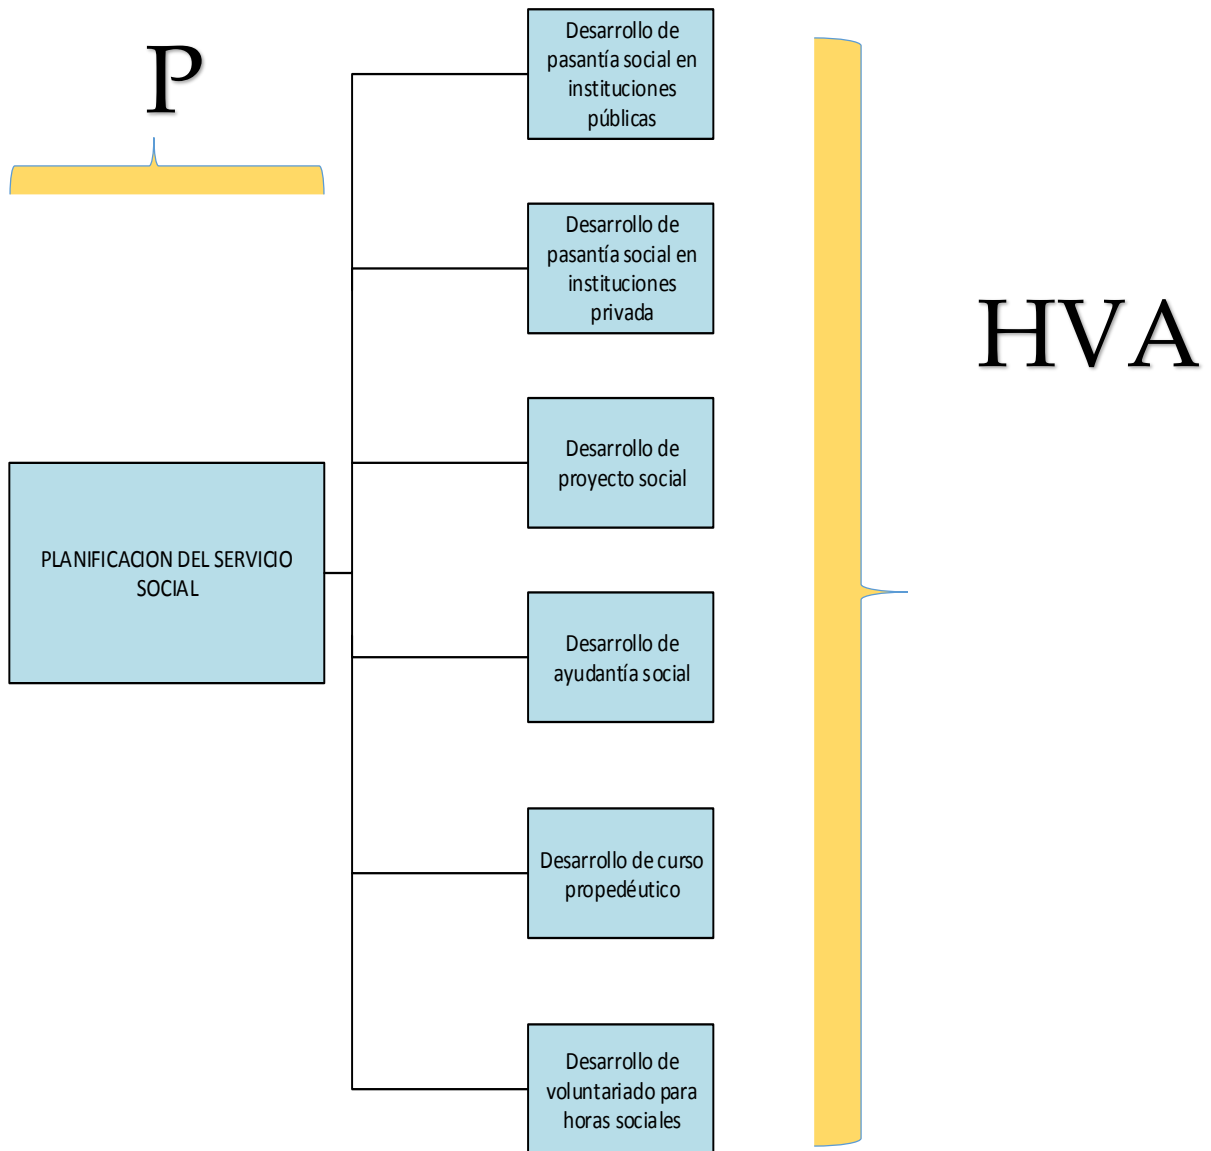 P
Desarrollo de
pasantía social en
instituciones
públicas
Desarrollo de
pasantía social en
instituciones
privada
HVA
Desarrollo de
proyecto social
PLANIFICACION DEL SERVICIO
SOCIAL
Desarrollo de
ayudantía social
Desarrollo de curso
propedéutico
Desarrollo de
voluntariado para
horas sociales